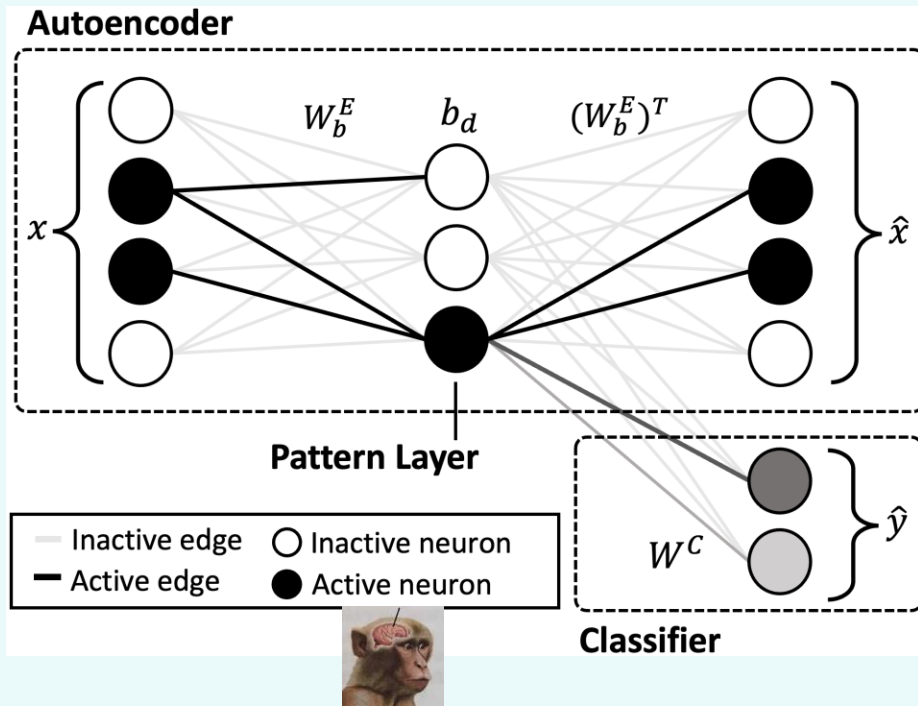 Autoencoder
W_b^E
b_d
(W_b^E)^T
x
x̂
Pattern Layer
Inactive edge
Inactive neuron
Active edge
Active neuron
W^C
ŷ
Classifier